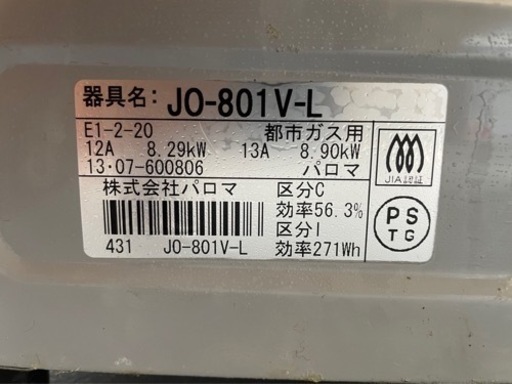 器具名: JO-801V-L
E1-2-20 都市ガス用
12A 8.29kW 13A 8.90kW
13・07-600806 パロマ
JIA認証
株式会社パロマ 区分C
効率56.3%
区分I
431 JO-801V-L 効率271Wh
PS
TG